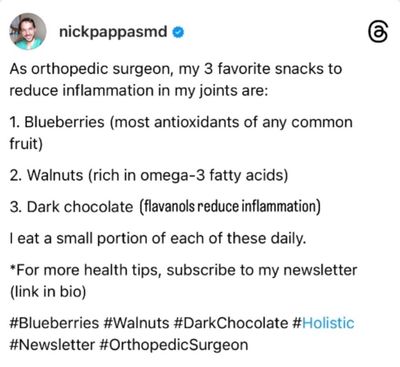 nickpappasmd
As orthopedic surgeon, my 3 favorite snacks to
reduce inflammation in my joints are:
1. Blueberries (most antioxidants of any common
fruit)
2. Walnuts (rich in omega-3 fatty acids)
3. Dark chocolate (flavanols reduce inflammation)
I eat a small portion of each of these daily.
*For more health tips, subscribe to my newsletter
(link in bio)
#Blueberries #Walnuts #DarkChocolate #Holistic
#Newsletter #OrthopedicSurgeon